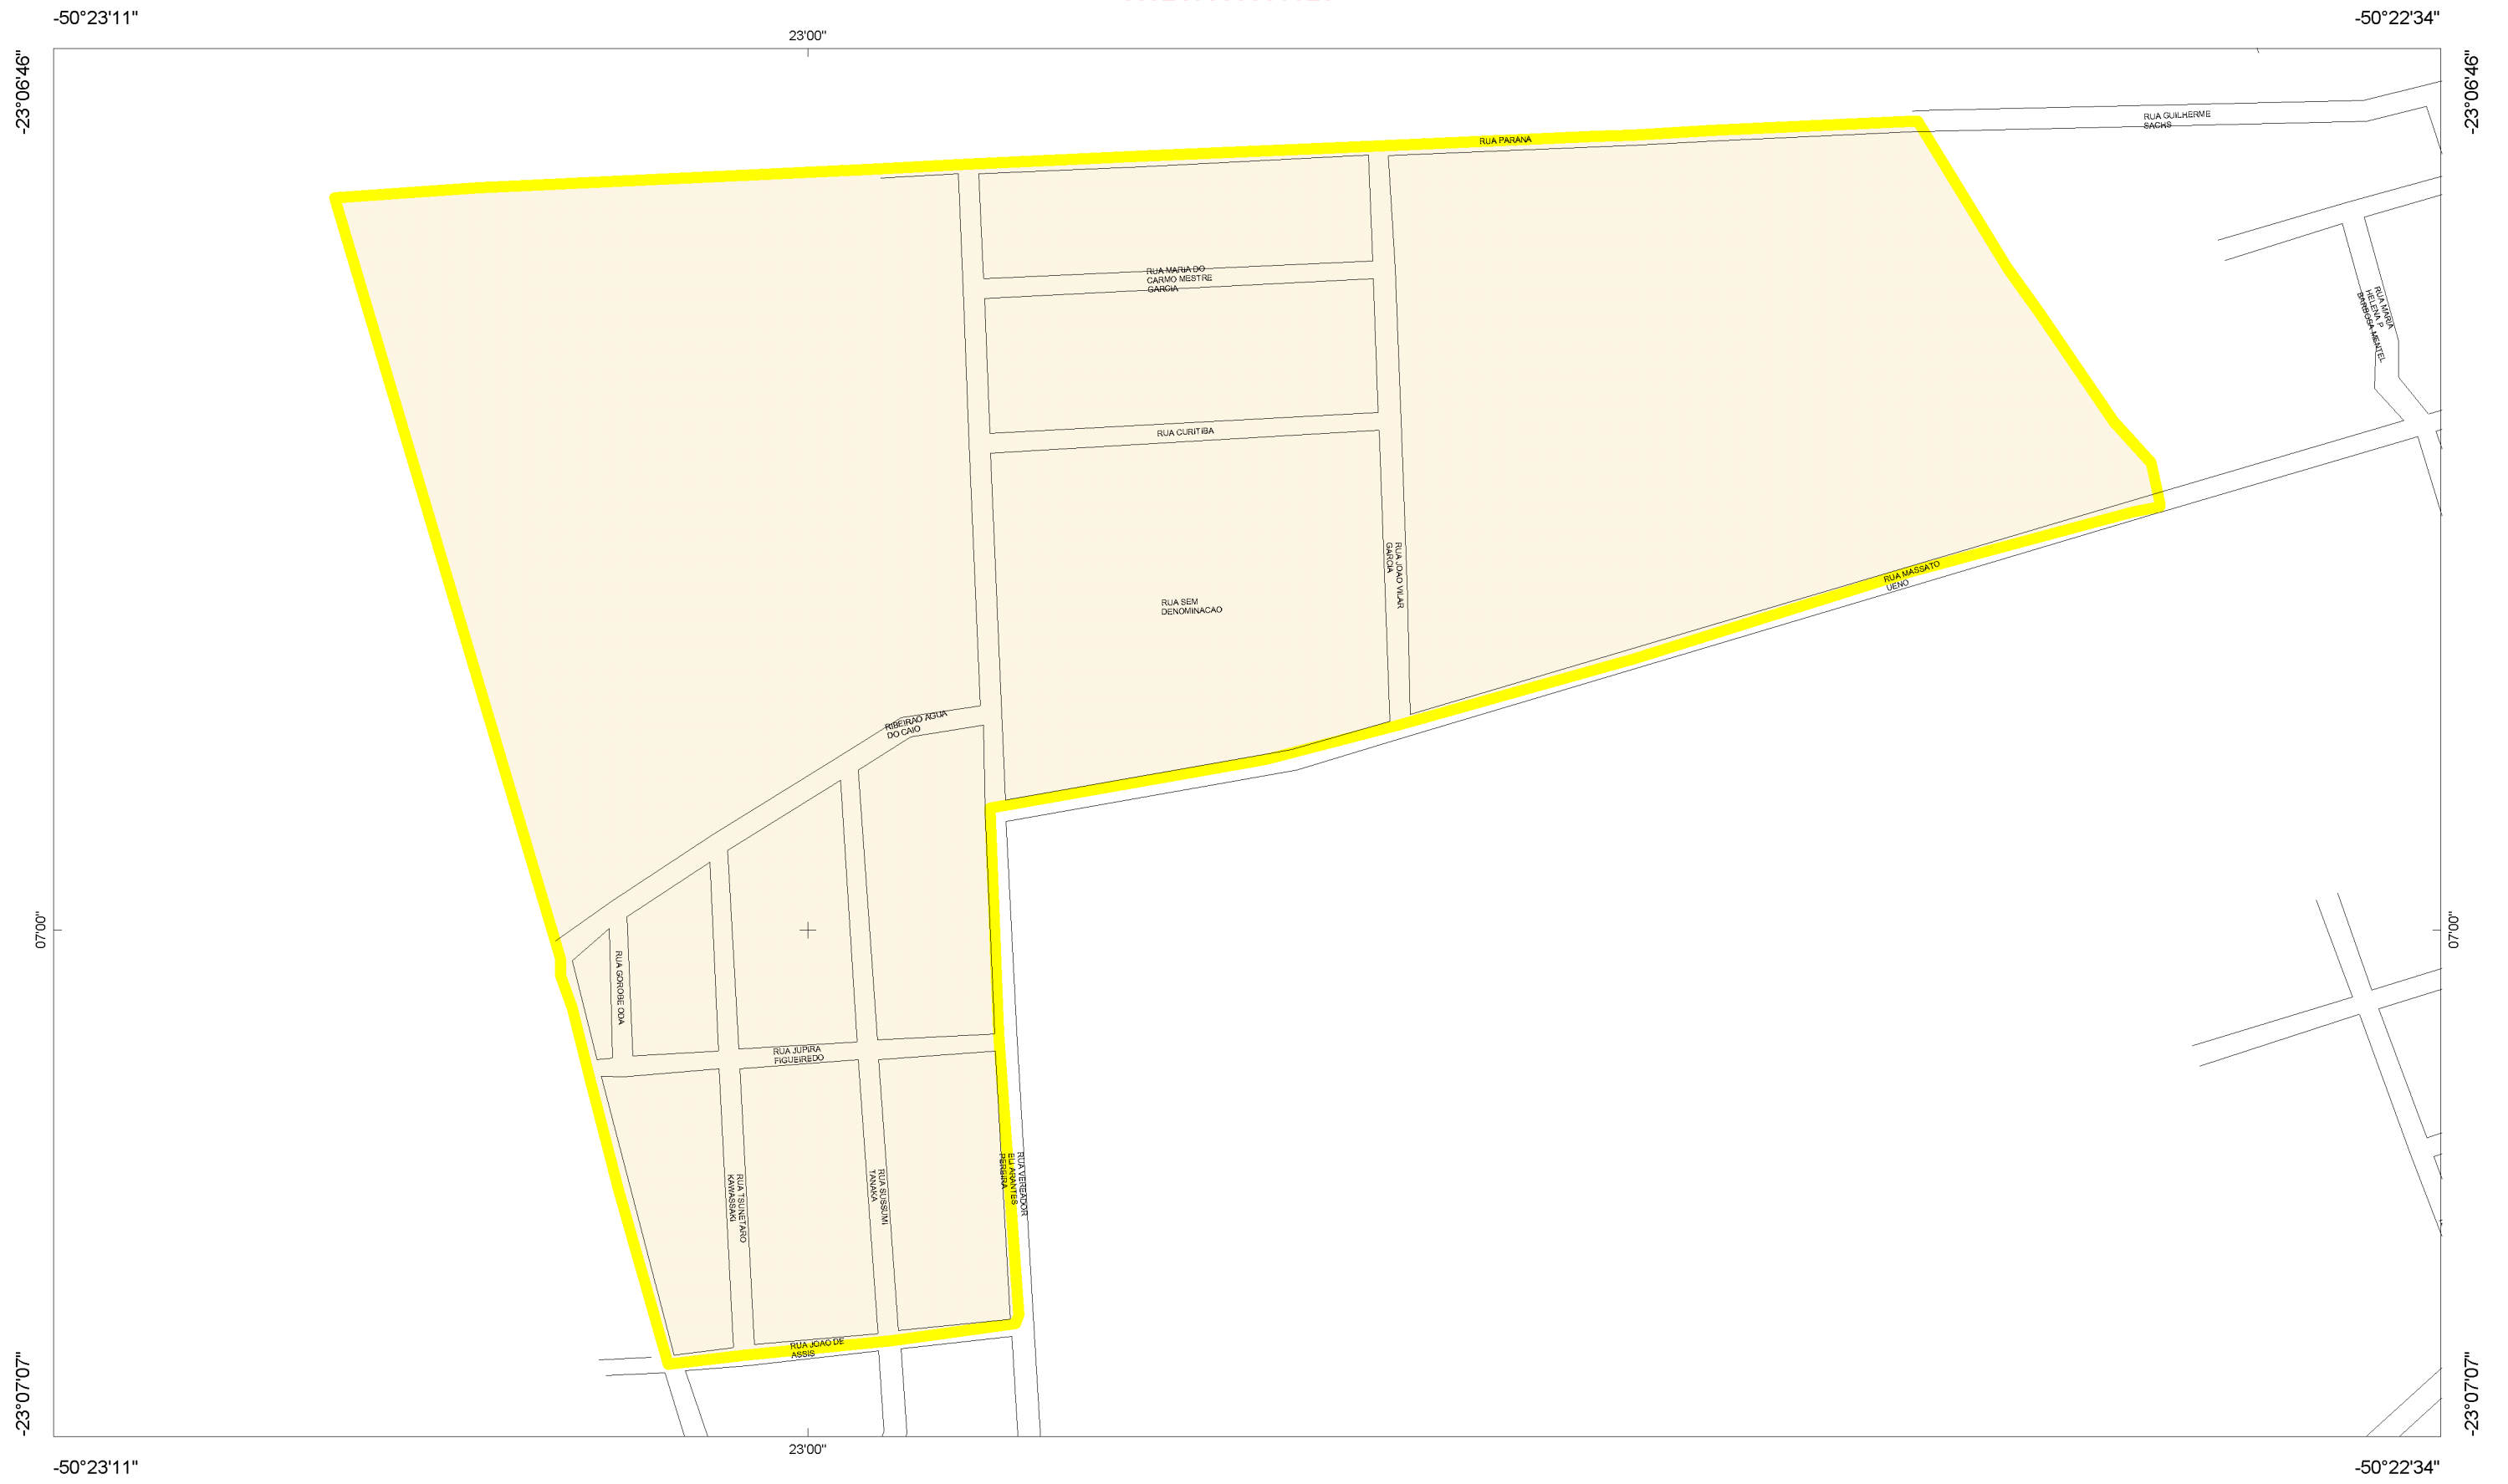 -50°23'11"
-50°22'34"
23'00"
-23°06'46"
-23°06'46"
RUA GUILHERME
SACHS
RUA PARANA
RUA MARIA DO
CARMO MESTRE
GARCIA
RUA MARIA
HELENA P
BARBOSA MENTEL
RUA CURITIBA
RUA JOAO VILAR
GARCIA
RUA MASSATO
UENO
RUA SEM
DENOMINACAO
RIBEIRAO AGUA
DO CAIO
07'00"
07'00"
RUA GOROBE ODA
RUA JUPIRA
FIGUEIREDO
RUA VEREADOR
ELI ARANTES
PEREIRA
RUA TSUNETARO
KAWASSAKI
RUA SUSSUMI
TANAKA
RUA JOAO DE
ASSIS
-23°07'07"
-23°07'07"
23'00"
-50°23'11"
-50°22'34"